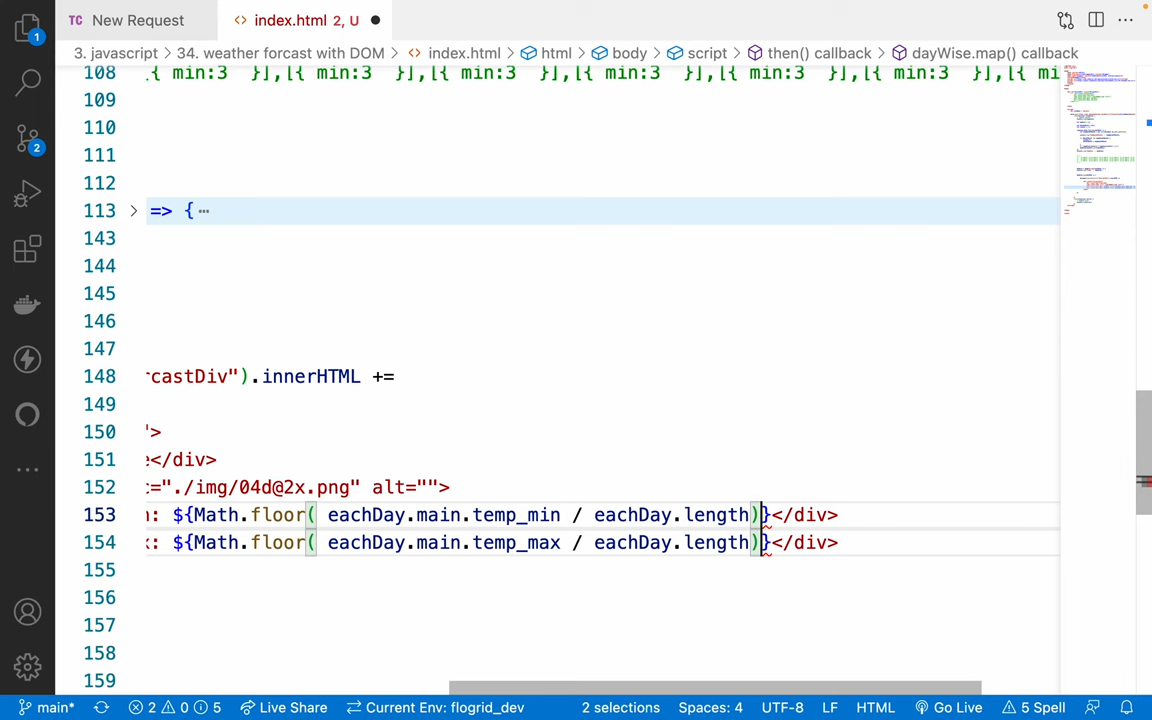 TC New Request
<> index.html 2, U
3. javascript > 34. weather forcast with DOM > <> index.html > html > body > script > then() callback > dayWise.map() callback
108 [{ min:3 }],[{ min:3 }],[{ min:3 }],[{ min:3 }],[{ min:3 }],[{ min:3 }],[{ min:3 }],[{ mi
109
110
111
112
113 => { …
143
144
145
146
147
148 rcastDiv").innerHTML +=
149
150 ">
151 e</div>
152 c="./img/04d@2x.png" alt="">
153 n: ${Math.floor( eachDay.main.temp_min / eachDay.length)}</div>
154 x: ${Math.floor( eachDay.main.temp_max / eachDay.length)}</div>
155
156
157
158
159
1
2
main* 2 0 5 Live Share Current Env: flogrid_dev 2 selections Spaces: 4 UTF-8 LF HTML Go Live 5 Spell